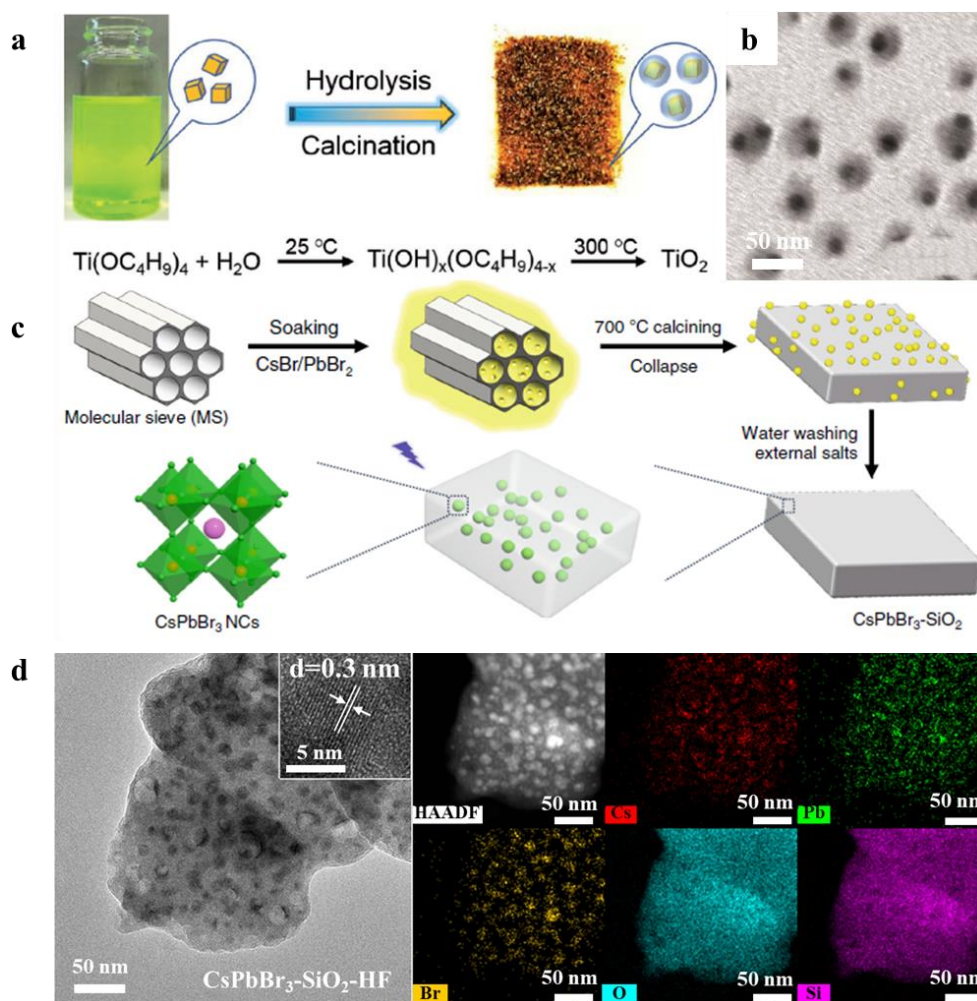 a
Hydrolysis
Calcination
b
50 nm
Ti(OC₄H₉)₄ + H₂O 25 °C Ti(OH)ₓ(OC₄H₉)₄₋ₓ 300 °C TiO₂
c
Soaking
CsBr/PbBr₂
700 °C calcining
Collapse
Molecular sieve (MS)
Water washing
external salts
CsPbBr₃ NCs
CsPbBr₃-SiO₂
d
d=0.3 nm
5 nm
50 nm
CsPbBr₃-SiO₂-HF
HAADF
50 nm
Cs
50 nm
Pb
50 nm
Br
50 nm
O
50 nm
Si
50 nm